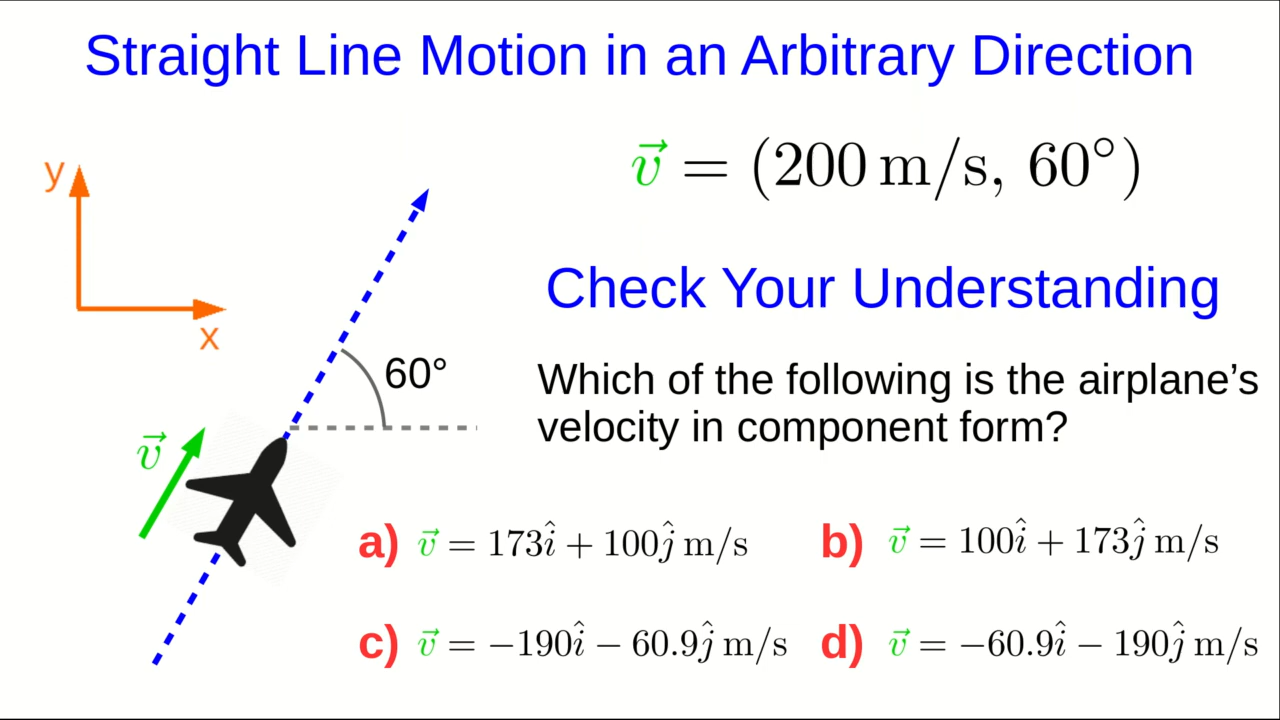 Straight Line Motion in an Arbitrary Direction
y
x
v⃗ = (200 m/s, 60°)
Check Your Understanding
60°
Which of the following is the airplane’s
velocity in component form?
v⃗
a) v⃗ = 173î + 100ĵ m/s
b) v⃗ = 100î + 173ĵ m/s
c) v⃗ = −190î − 60.9ĵ m/s
d) v⃗ = −60.9î − 190ĵ m/s